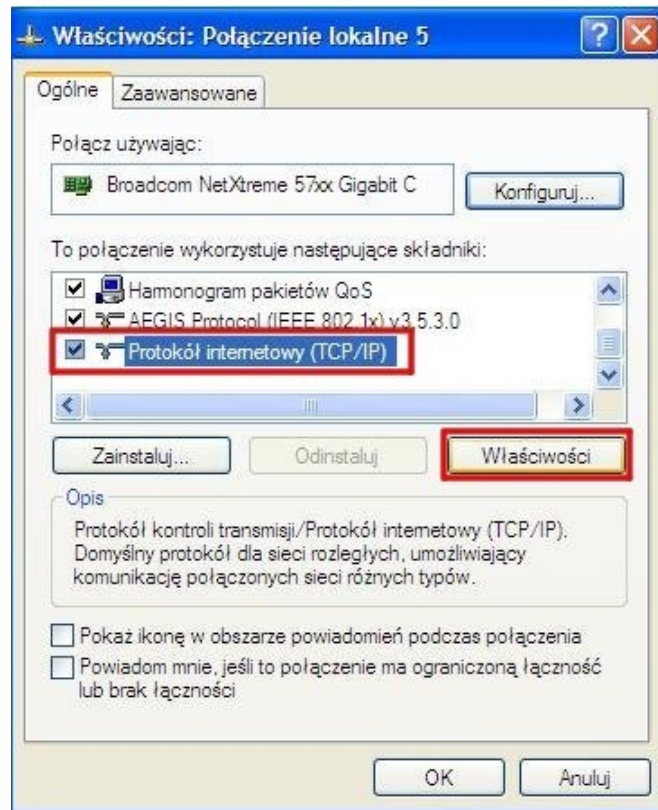 Właściwości: Połączenie lokalne 5
Ogólne
Zaawansowane
Połącz używając:
Broadcom NetXtreme 57xx Gigabit C
Konfiguruj...
To połączenie wykorzystuje następujące składniki:
Harmonogram pakietów QoS
AEGIS Protocol (IEEE 802.1x) v3.5.3.0
Protokół internetowy (TCP/IP)
Zainstaluj...
Odinstaluj
Właściwości
Opis
Protokół kontroli transmisji/Protokół internetowy (TCP/IP).
Domyślny protokół dla sieci rozległych, umożliwiający
komunikację połączonych sieci różnych typów.
Pokaż ikonę w obszarze powiadomień podczas połączenia
Powiadom mnie, jeśli to połączenie ma ograniczoną łączność
lub brak łączności
OK
Anuluj